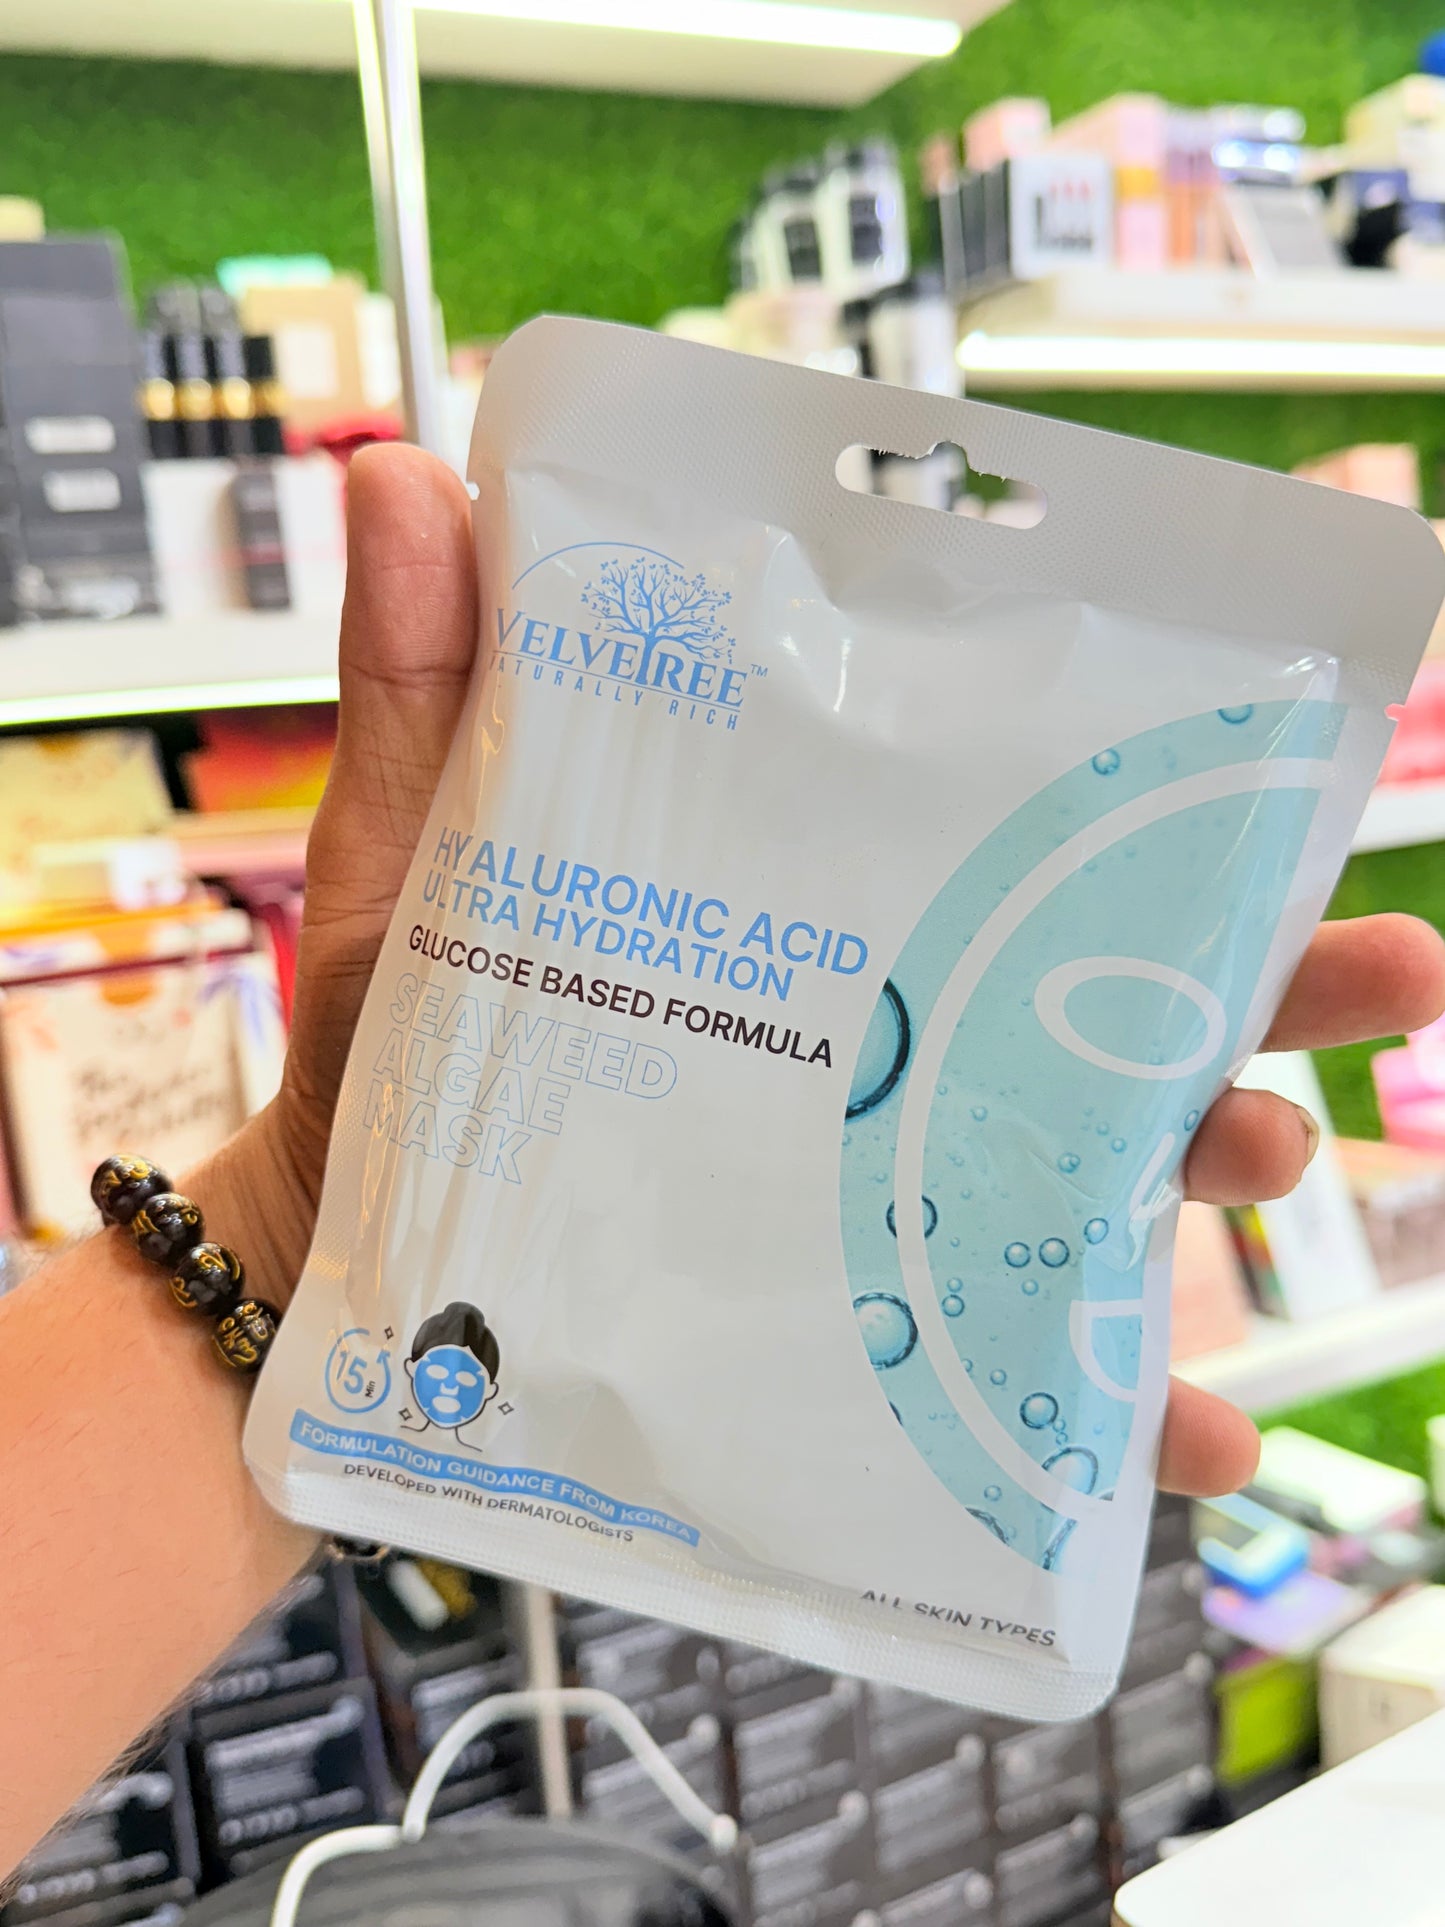 VELVETREE™
NATURALLY RICH
HYALURONIC ACID
ULTRA HYDRATION
GLUCOSE BASED FORMULA
SEAWEED
ALGAE
MASK
15
Min
FORMULATION GUIDANCE FROM KOREA
DEVELOPED WITH DERMATOLOGISTS
ALL SKIN TYPES